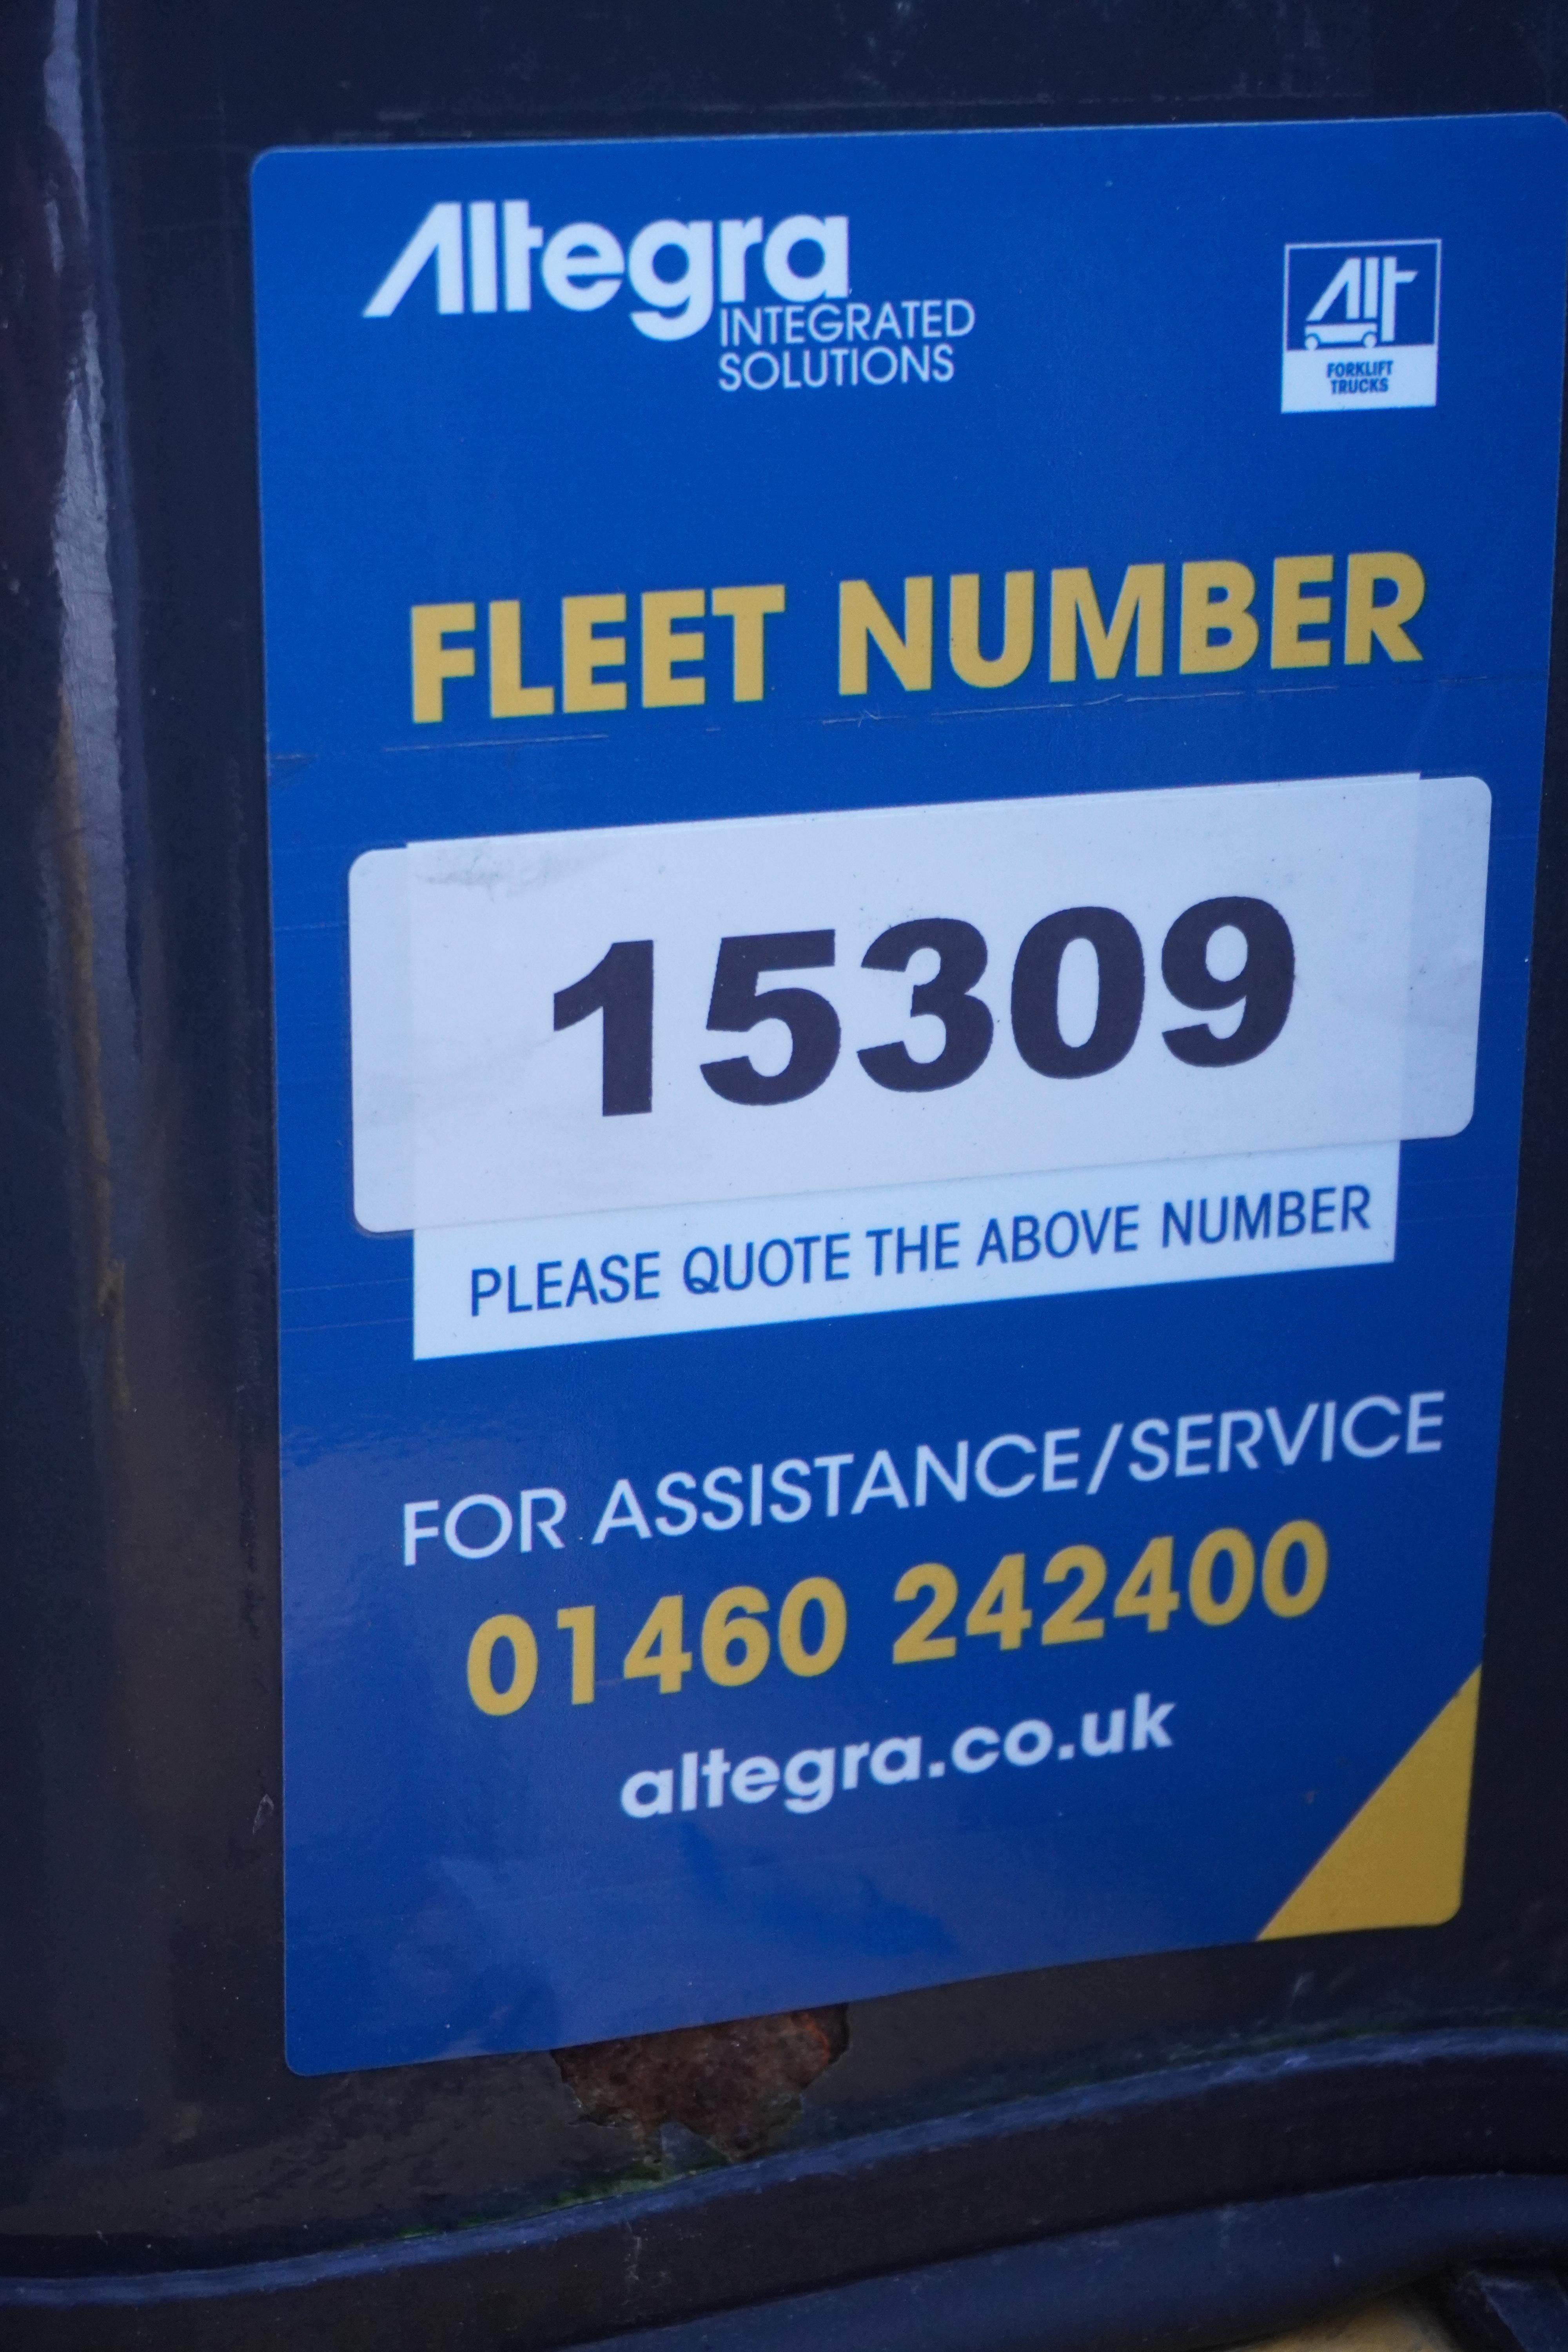 Altegra
INTEGRATED
SOLUTIONS
Alt
FORKLIFT
TRUCKS
FLEET NUMBER
15309
PLEASE QUOTE THE ABOVE NUMBER
FOR ASSISTANCE/SERVICE
01460 242400
altegra.co.uk